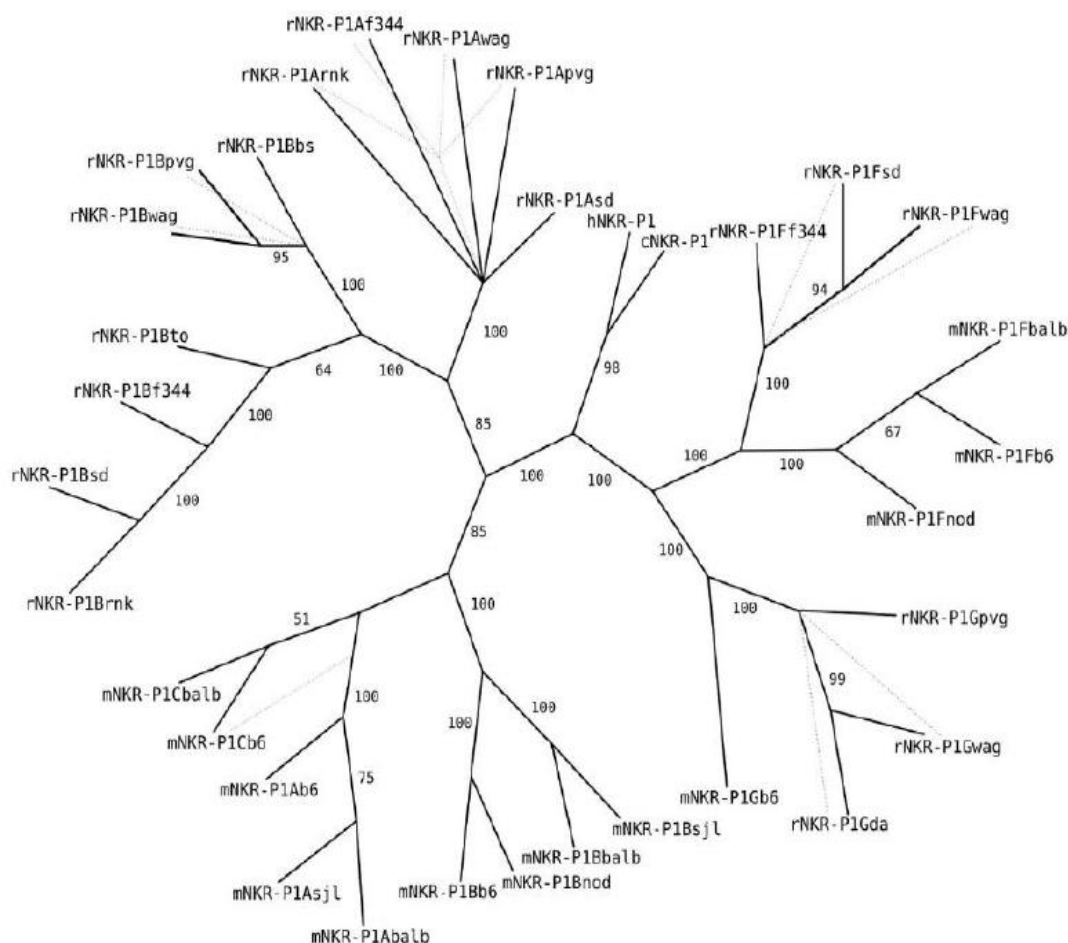 rNKR-P1Af344
rNKR-P1Awag
rNKR-P1Arnk
rNKR-P1Apvg
rNKR-P1Bbs
rNKR-P1Bpvg
rNKR-P1Fsd
rNKR-P1Asd
rNKR-P1Bwag
hNKR-P1
rNKR-P1Fwag
cNKR-P1
rNKR-P1Ff344
95
100
94
mNKR-P1Fbalb
rNKR-P1Bto
100
64
100
98
100
rNKR-P1Bf344
100
85
67
100
mNKR-P1Fb6
100
100
100
rNKR-P1Bsd
100
mNKR-P1Fnod
85
100
rNKR-P1Brnk
100
100
51
rNKR-P1Gpvg
99
mNKR-P1Cbalb
100
100
100
mNKR-P1Cb6
rNKR-P1Gwag
75
mNKR-P1Ab6
mNKR-P1Gb6
rNKR-P1Gda
mNKR-P1Bsjl
mNKR-P1Bbalb
mNKR-P1Asjl
mNKR-P1Bb6
mNKR-P1Bnod
mNKR-P1Abalb